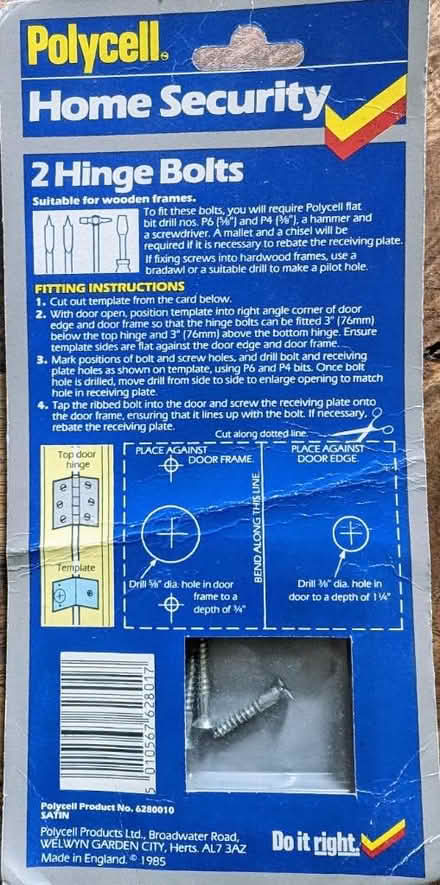 Polycell
Home Security
2 Hinge Bolts
Suitable for wooden frames.
To fit these bolts, you will require Polycell flat
bit drill nos. P6 (⅝") and P4 (⅜"), a hammer and
a screwdriver. A mallet and a chisel will be
required if it is necessary to rebate the receiving plate.
If fixing screws into hardwood frames, use a
bradawl or a suitable drill to make a pilot hole.
FITTING INSTRUCTIONS
1. Cut out template from the card below.
2. With door open, position template into right angle corner of door
edge and door frame so that the hinge bolts can be fitted 3" (76mm)
below the top hinge and 3" (76mm) above the bottom hinge. Ensure
template sides are flat against the door edge and door frame.
3. Mark positions of bolt and screw holes, and drill bolt and receiving
plate holes as shown on template, using P6 and P4 bits. Once bolt
hole is drilled, move drill from side to side to enlarge opening to match
hole in receiving plate.
4. Tap the ribbed bolt into the door and screw the receiving plate onto
the door frame, ensuring that it lines up with the bolt. If necessary,
rebate the receiving plate.
Cut along dotted line.
Top door
hinge
Template
PLACE AGAINST
DOOR FRAME.
BEND ALONG THIS LINE
PLACE AGAINST
DOOR EDGE.
Drill ⅝" dia. hole in door
frame to a
depth of ¾"
Drill ⅜" dia. hole in
door to a depth of 1¼"
5 010567 628017
Polycell Product No. 6280010
SATIN
Polycell Products Ltd., Broadwater Road,
WELWYN GARDEN CITY, Herts. AL7 3AZ
Made in England. © 1985
Do it right.